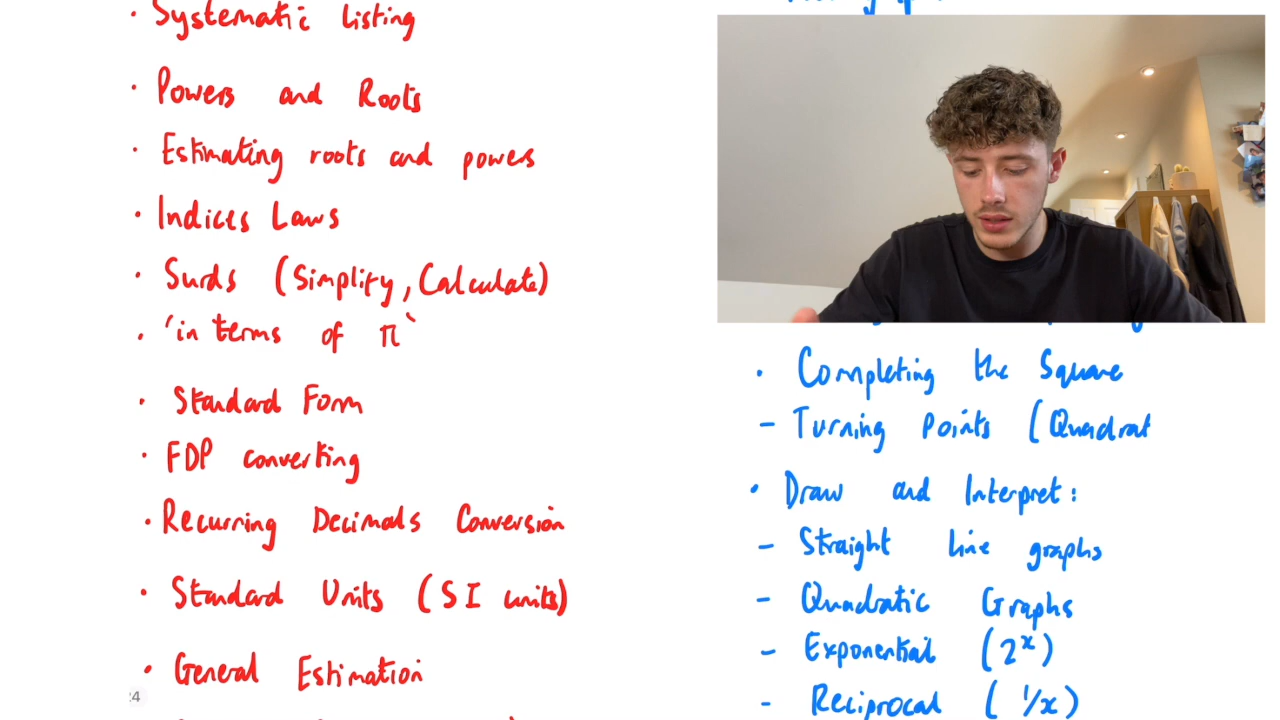 · Systematic Listing
· Powers and Roots
· Estimating roots and powers
· Indices Laws
· Surds (Simplify, Calculate)
· 'in terms of π`
· Standard Form
· FDP converting
· Recurring Decimals Conversion
· Standard Units (SI units)
· General Estimation
24
· Completing the Square
- Turning Points (Quadrat
· Draw and Interpret:
- Straight line graphs
- Quadratic Graphs
- Exponential (2ˣ)
- Reciprocal (1/x)